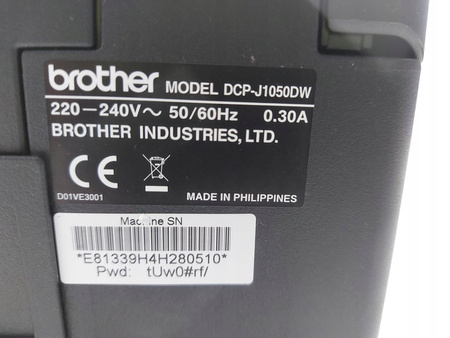 brother MODEL DCP-J1050DW
220—240V～ 50/60Hz 0.30A
BROTHER INDUSTRIES, LTD.
CE
D01VE3001 MADE IN PHILIPPINES
Machine SN
*E81339H4H280510*
Pwd: tUw0#rf/